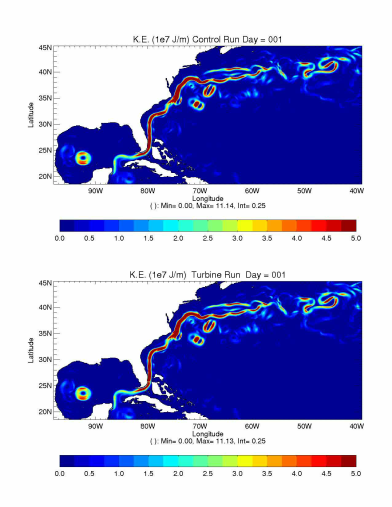 K.E. (1e7 J/m) Control Run Day = 001
45N
40N
35N
30N
25N
20N
Latitude
90W 80W 70W 60W 50W 40W
Longitude
( ): Min= 0.00, Max= 11.14, Int= 0.25
0.0 0.5 1.0 1.5 2.0 2.5 3.0 3.5 4.0 4.5 5.0
K.E. (1e7 J/m) Turbine Run Day = 001
45N
40N
35N
30N
25N
20N
Latitude
90W 80W 70W 60W 50W 40W
Longitude
( ): Min= 0.00, Max= 11.13, Int= 0.25
0.0 0.5 1.0 1.5 2.0 2.5 3.0 3.5 4.0 4.5 5.0